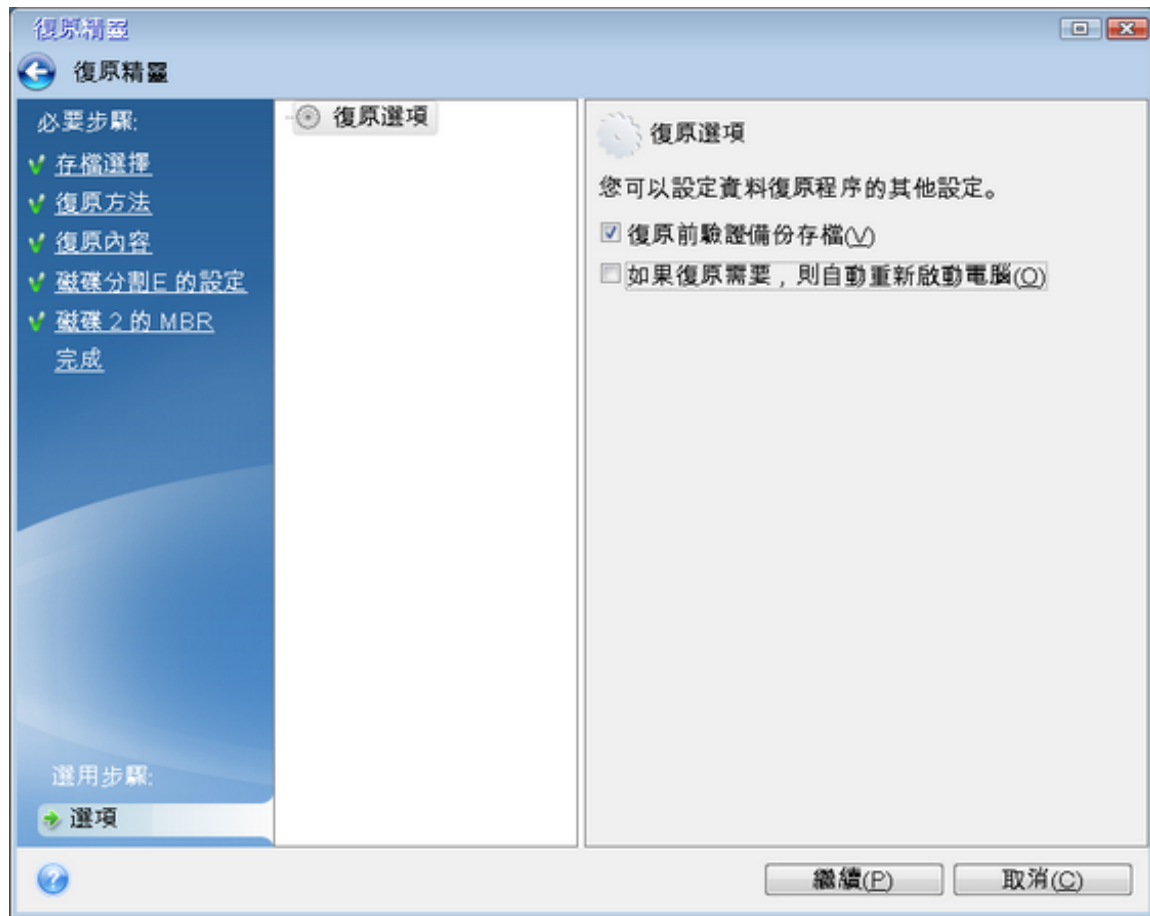 復原精靈
復原精靈
必要步驟:
存檔選擇
復原方法
復原內容
磁碟分割E 的設定
磁碟 2 的 MBR
完成
選用步驟:
選項
復原選項
復原選項
您可以設定資料復原程序的其他設定。
復原前驗證備份存檔(V)
如果復原需要，則自動重新啟動電腦(O)
繼續(P)
取消(C)